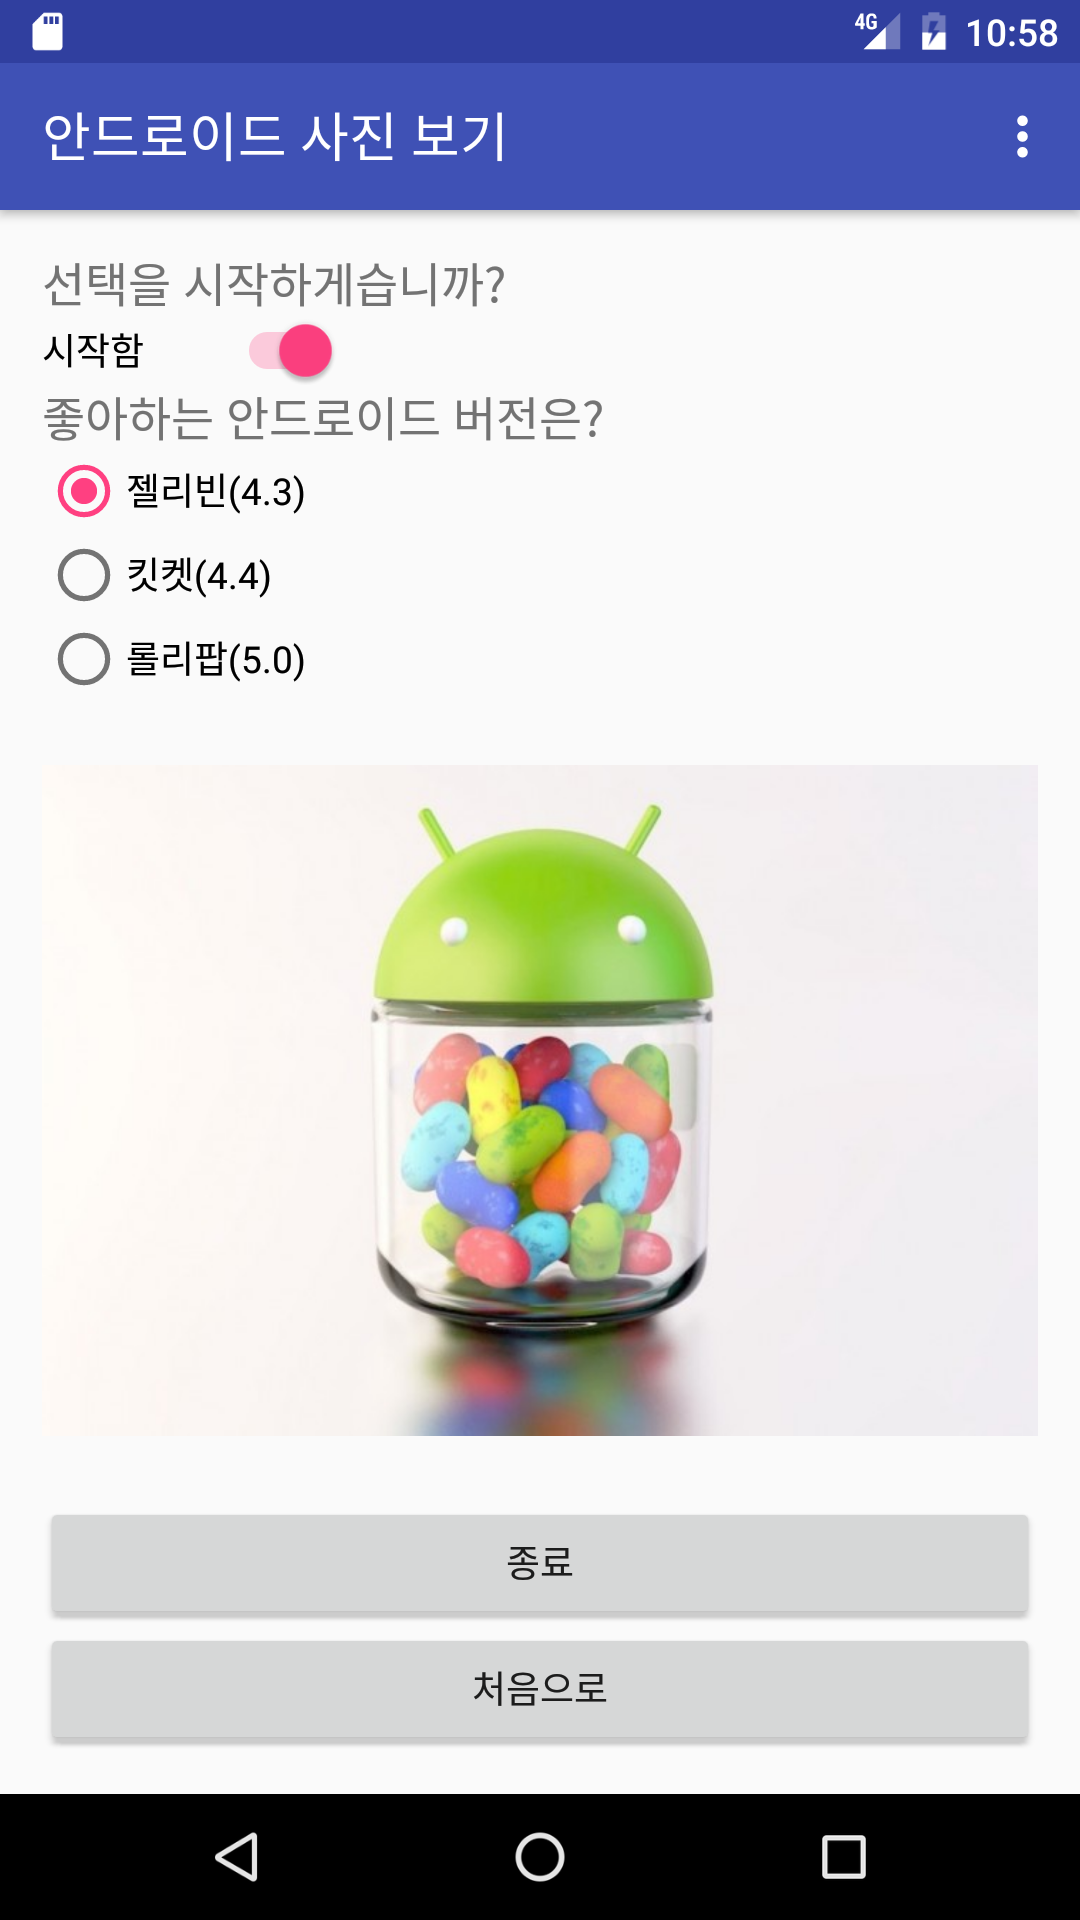 4G 10:58
안드로이드 사진 보기
선택을 시작하게습니까?
시작함
좋아하는 안드로이드 버전은?
젤리빈(4.3)
킷켓(4.4)
롤리팝(5.0)
종료
처음으로